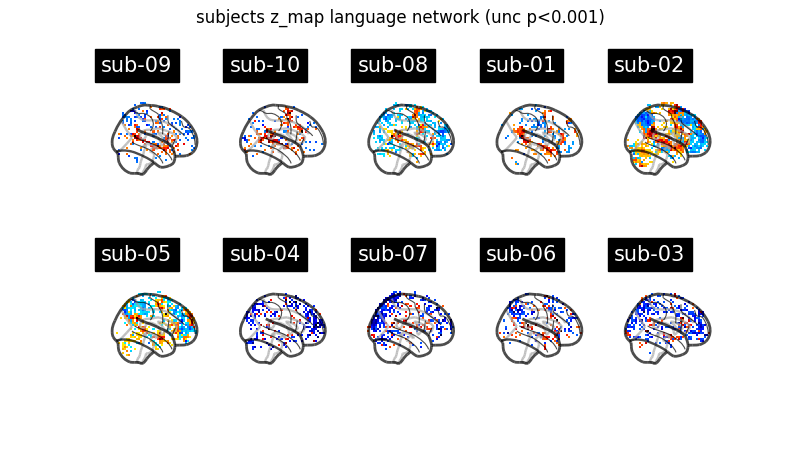 subjects z_map language network (unc p<0.001)
sub-09 sub-10 sub-08 sub-01 sub-02
sub-05 sub-04 sub-07 sub-06 sub-03